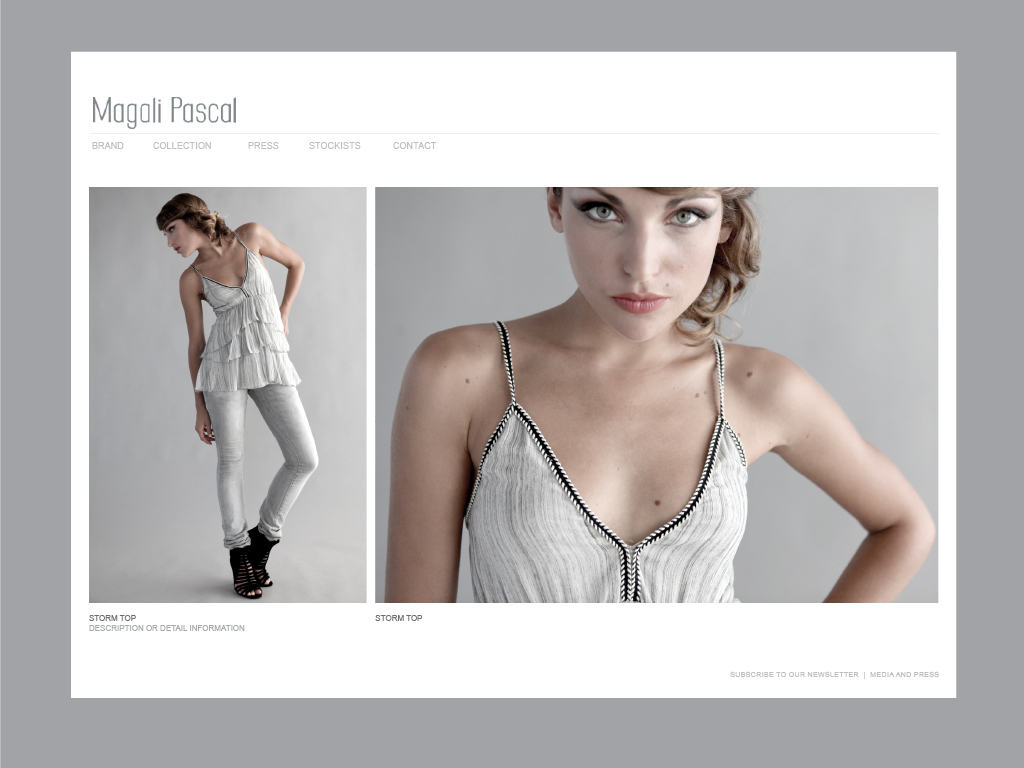 Magali Pascal
BRAND COLLECTION PRESS STOCKISTS CONTACT
STORM TOP
DESCRIPTION OR DETAIL INFORMATION
STORM TOP
SUBSCRIBE TO OUR NEWSLETTER | MEDIA AND PRESS